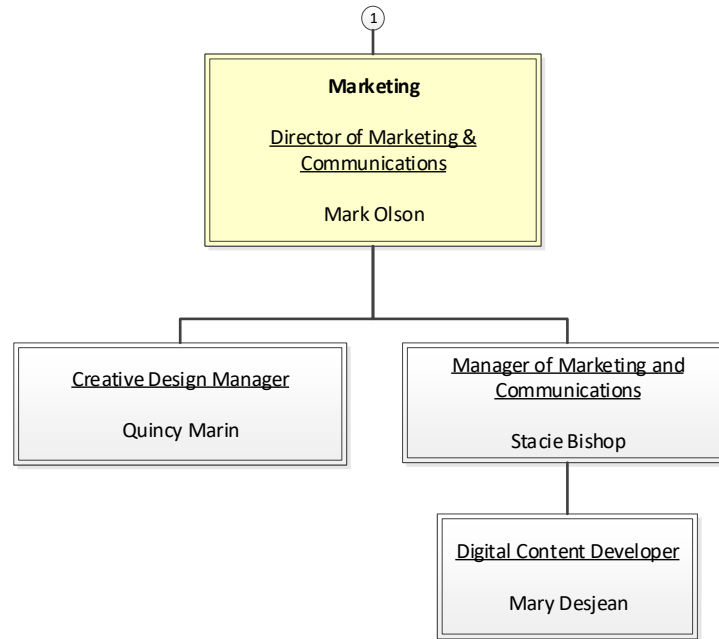 1
Marketing
Director of Marketing &
Communications
Mark Olson
Creative Design Manager
Quincy Marin
Manager of Marketing and
Communications
Stacie Bishop
Digital Content Developer
Mary Desjean